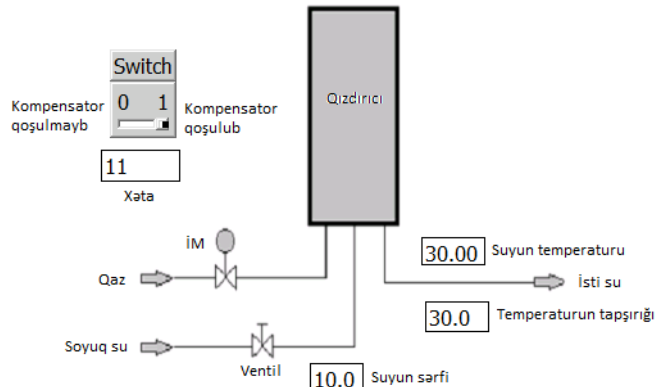 Switch
Kompensator
qoşulmayb
0 1
Kompensator
qoşulub
11
Xəta
Qızdırıcı
İM
Qaz
30.00 Suyun temperaturu
İsti su
30.0 Temperaturun tapşırığı
Soyuq su
Ventil
10.0 Suyun sərfi